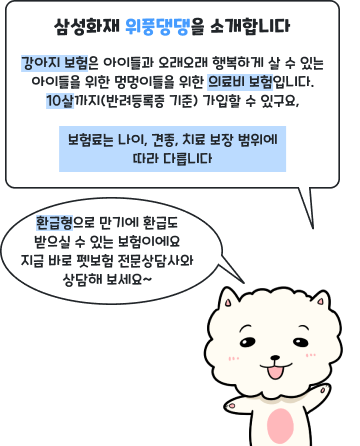 삼성화재 위풍댕댕을 소개합니다
강아지 보험은 아이들과 오래오래 행복하게 살 수 있는
아이들을 위한 멍멍이들을 위한 의료비 보험입니다.
10살까지(반려등록증 기준) 가입할 수 있구요,
보험료는 나이, 견종, 치료 보장 범위에
따라 다릅니다
환급형으로 만기에 환급도
받으실 수 있는 보험이에요
지금 바로 펫보험 전문상담사와
상담해 보세요~